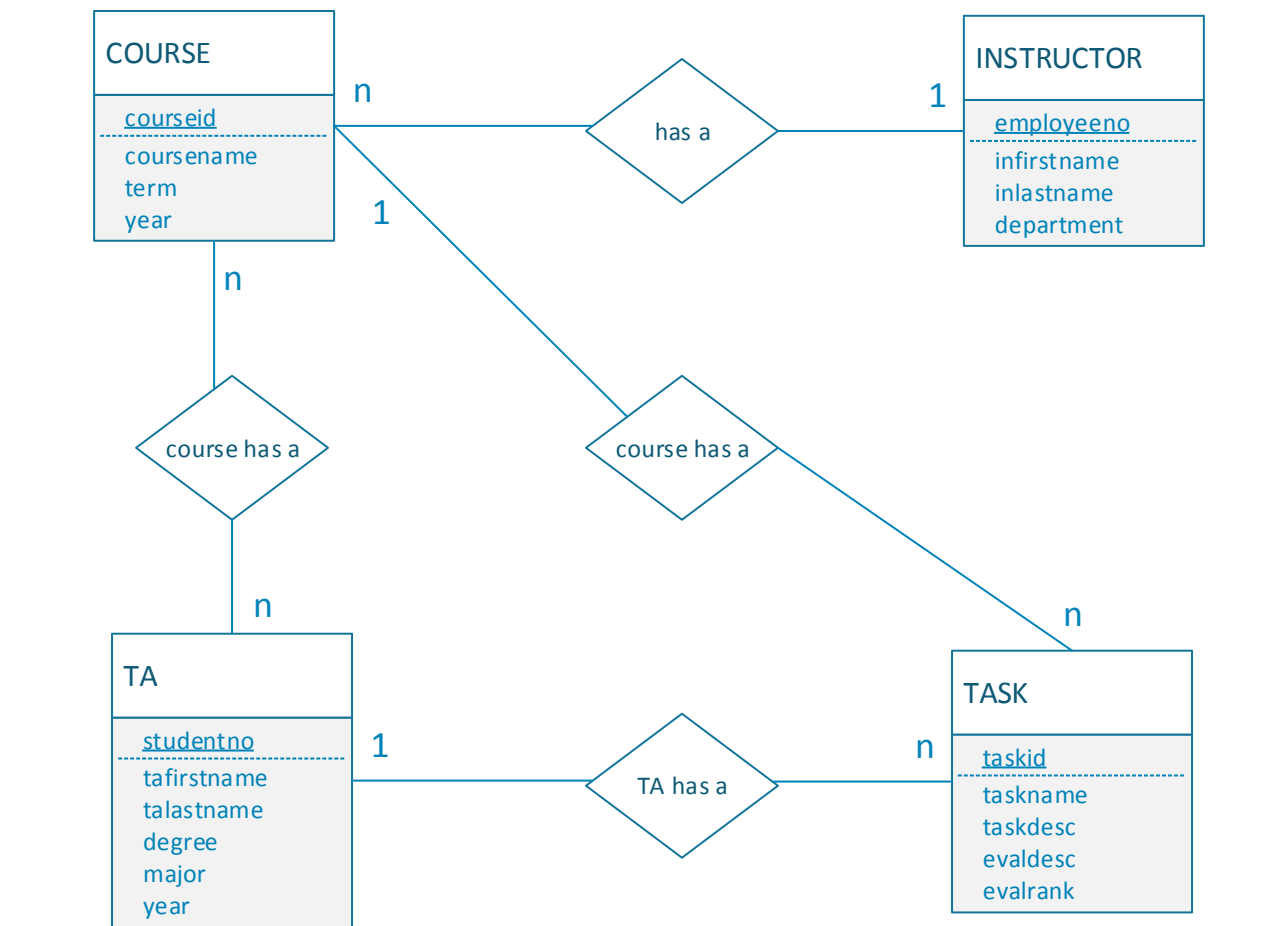 COURSE
courseid
coursename
term
year
n
has a
1
INSTRUCTOR
employeeno
infirstname
inlastname
department
1
n
course has a
course has a
n
n
TA
studentno
tafirstname
talastname
degree
major
year
1
TA has a
n
TASK
taskid
taskname
taskdesc
evaldesc
evalrank